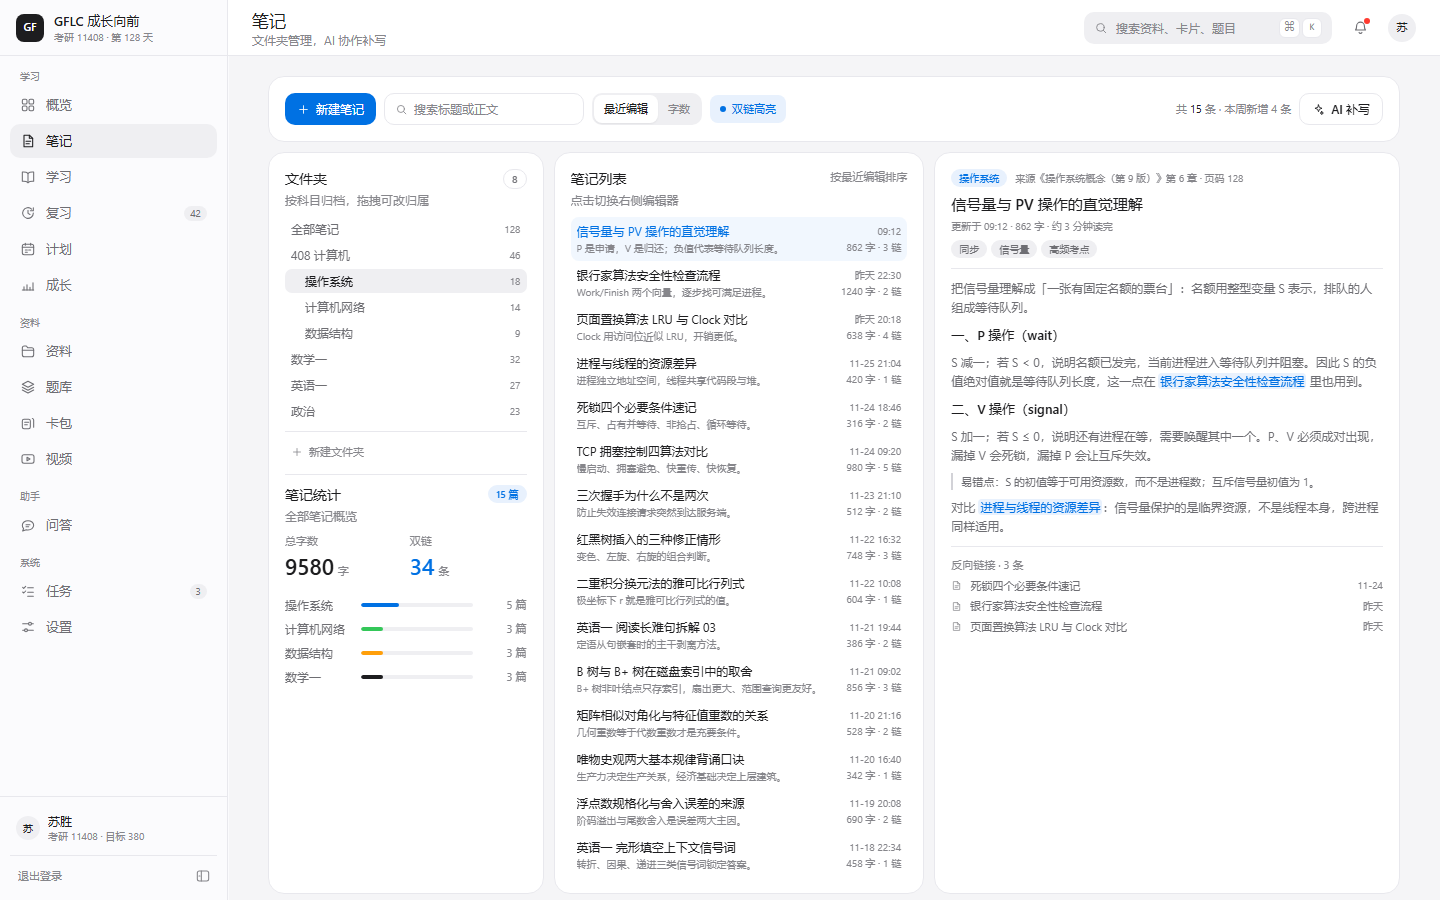 GF
GFLC 成长向前
考研 11408 · 第 128 天
学习
概览
笔记
学习
复习 42
计划
成长
资料
资料
题库
卡包
视频
助手
问答
系统
任务 3
设置
苏 苏胜
考研 11408 · 目标 380
退出登录
笔记
文件夹管理，AI 协作补写
搜索资料、卡片、题目 ⌘ K
苏
新建笔记
搜索标题或正文
最近编辑 字数
双链高亮
共 15 条 · 本周新增 4 条
AI 补写
文件夹 8
按科目归档，拖拽可改归属
全部笔记 128
408 计算机 46
操作系统 18
计算机网络 14
数据结构 9
数学一 32
英语一 27
政治 23
新建文件夹
笔记统计 15 篇
全部笔记概览
总字数 双链
9580 字 34 条
操作系统 5 篇
计算机网络 3 篇
数据结构 3 篇
数学一 3 篇
笔记列表 按最近编辑排序
点击切换右侧编辑器
信号量与 PV 操作的直觉理解 09:12
P 是申请，V 是归还；负值代表等待队列长度。 862 字 · 3 链
银行家算法安全性检查流程 昨天 22:30
Work/Finish 两个向量，逐步找可满足进程。 1240 字 · 2 链
页面置换算法 LRU 与 Clock 对比 昨天 20:18
Clock 用访问位近似 LRU，开销更低。 638 字 · 4 链
进程与线程的资源差异 11-25 21:04
进程独立地址空间，线程共享代码段与堆。 420 字 · 1 链
死锁四个必要条件速记 11-24 18:46
互斥、占有并等待、非抢占、循环等待。 316 字 · 2 链
TCP 拥塞控制四算法对比 11-24 09:20
慢启动、拥塞避免、快重传、快恢复。 980 字 · 5 链
三次握手为什么不是两次 11-23 21:10
防止失效连接请求突然到达服务端。 512 字 · 2 链
红黑树插入的三种修正情形 11-22 16:32
变色、左旋、右旋的组合判断。 748 字 · 3 链
二重积分换元法的雅可比行列式 11-22 10:08
极坐标下 r 就是雅可比行列式的值。 604 字 · 1 链
英语一 阅读长难句拆解 03 11-21 19:44
定语从句嵌套时的主干剥离方法。 386 字 · 2 链
B 树与 B+ 树在磁盘索引中的取舍 11-21 09:02
B+ 树非叶结点只存索引，扇出更大、范围查询更友好。 856 字 · 3 链
矩阵相似对角化与特征值重数的关系 11-20 21:16
几何重数等于代数重数才是充要条件。 528 字 · 2 链
唯物史观两大基本规律背诵口诀 11-20 16:40
生产力决定生产关系，经济基础决定上层建筑。 342 字 · 1 链
浮点数规格化与舍入误差的来源 11-19 20:08
阶码溢出与尾数舍入是误差两大主因。 690 字 · 2 链
英语一 完形填空上下文信号词 11-18 22:34
转折、因果、递进三类信号词锁定答案。 458 字 · 1 链
操作系统 来源《操作系统概念（第 9 版）》第 6 章 · 页码 128
信号量与 PV 操作的直觉理解
更新于 09:12 · 862 字 · 约 3 分钟读完
同步 信号量 高频考点
把信号量理解成「一张有固定名额的票台」：名额用整型变量 S 表示，排队的人
组成等待队列。
一、P 操作（wait）
S 减一；若 S < 0，说明名额已发完，当前进程进入等待队列并阻塞。因此 S 的负
值绝对值就是等待队列长度，这一点在 银行家算法安全性检查流程 里也用到。
二、V 操作（signal）
S 加一；若 S ≤ 0，说明还有进程在等，需要唤醒其中一个。P、V 必须成对出现，
漏掉 V 会死锁，漏掉 P 会让互斥失效。
易错点：S 的初值等于可用资源数，而不是进程数；互斥信号量初值为 1。
对比 进程与线程的资源差异：信号量保护的是临界资源，不是线程本身，跨进程
同样适用。
反向链接 · 3 条
死锁四个必要条件速记 11-24
银行家算法安全性检查流程 昨天
页面置换算法 LRU 与 Clock 对比 昨天